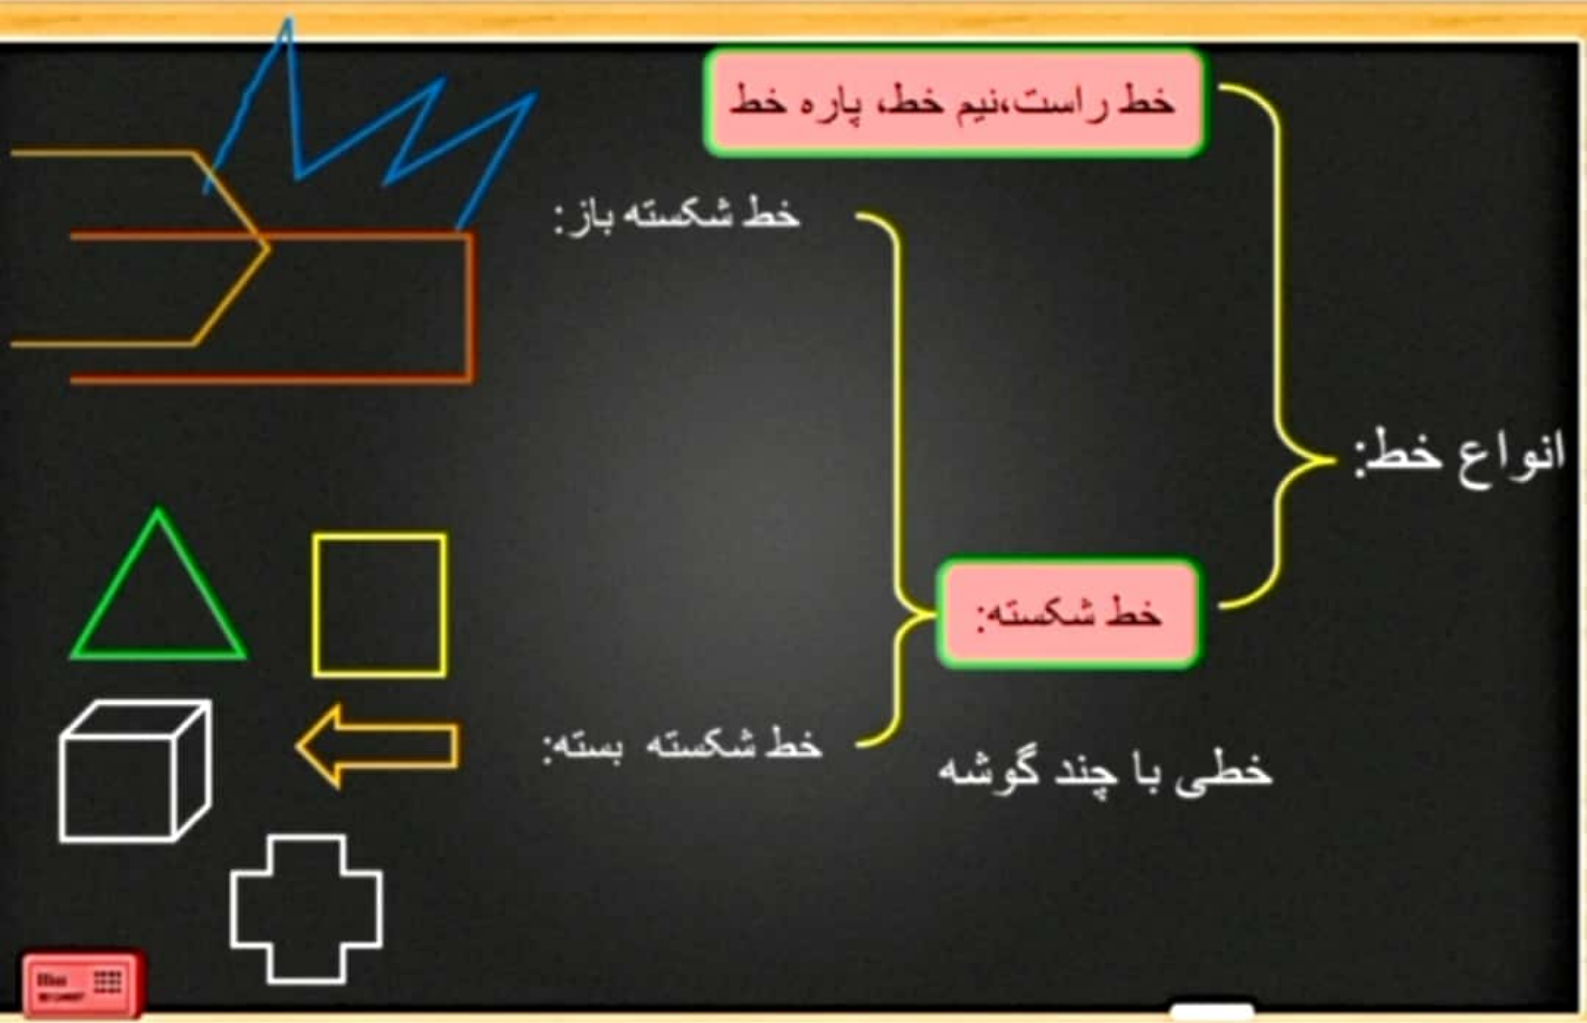 خط راست،نیم خط، پاره خط
خط شکسته باز:
انواع خط:
خط شکسته:
خط شکسته بسته:
خطی با چند گوشه